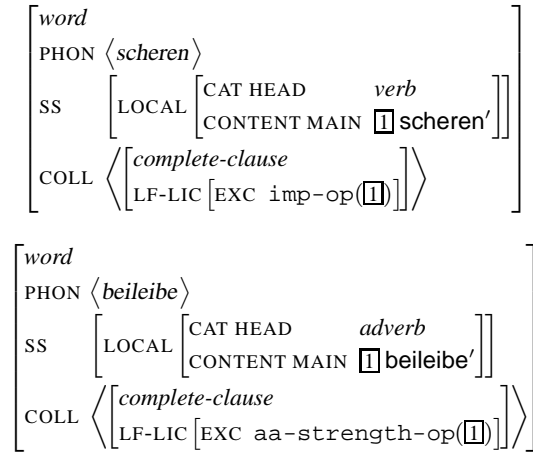 word
PHON ⟨scheren⟩
SS [LOCAL [CAT HEAD verb
CONTENT MAIN [1] scheren′]]
COLL ⟨[complete-clause
LF-LIC [EXC imp-op([1])]]⟩
word
PHON ⟨beileibe⟩
SS [LOCAL [CAT HEAD adverb
CONTENT MAIN [1] beileibe′]]
COLL ⟨[complete-clause
LF-LIC [EXC aa-strength-op([1])]]⟩